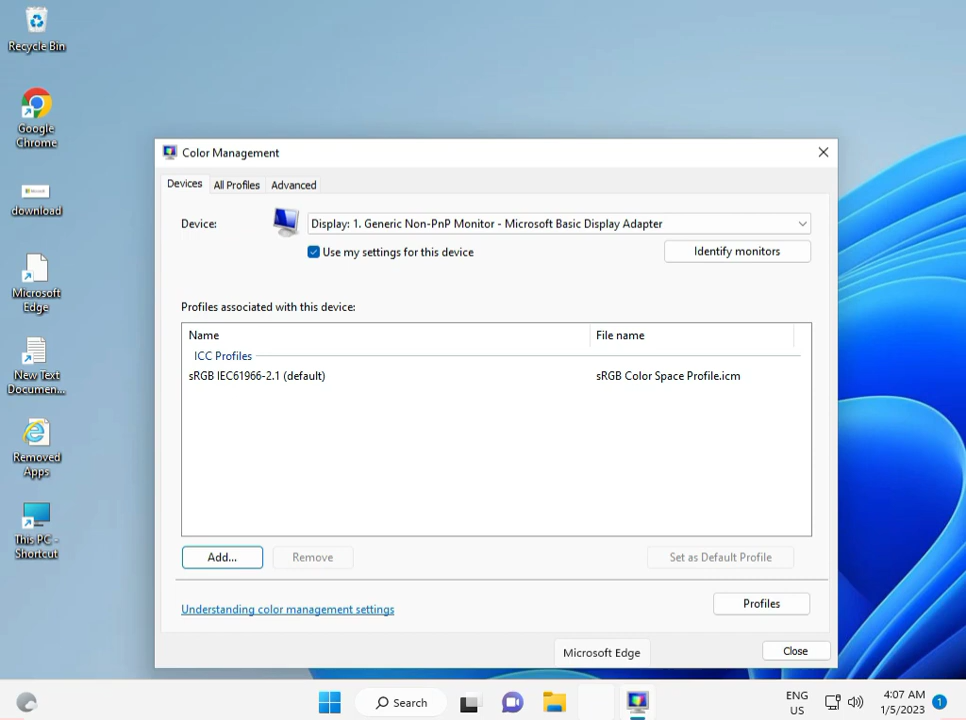 Recycle Bin
Google
Chrome
download
Microsoft
Edge
New Text
Documen...
Removed
Apps
This PC -
Shortcut
Color Management
Devices All Profiles Advanced
Device: Display: 1. Generic Non-PnP Monitor - Microsoft Basic Display Adapter
Use my settings for this device Identify monitors
Profiles associated with this device:
Name File name
ICC Profiles
sRGB IEC61966-2.1 (default) sRGB Color Space Profile.icm
Add... Remove Set as Default Profile
Understanding color management settings Profiles
Microsoft Edge Close
Search
ENG
US
4:07 AM
1/5/2023
1